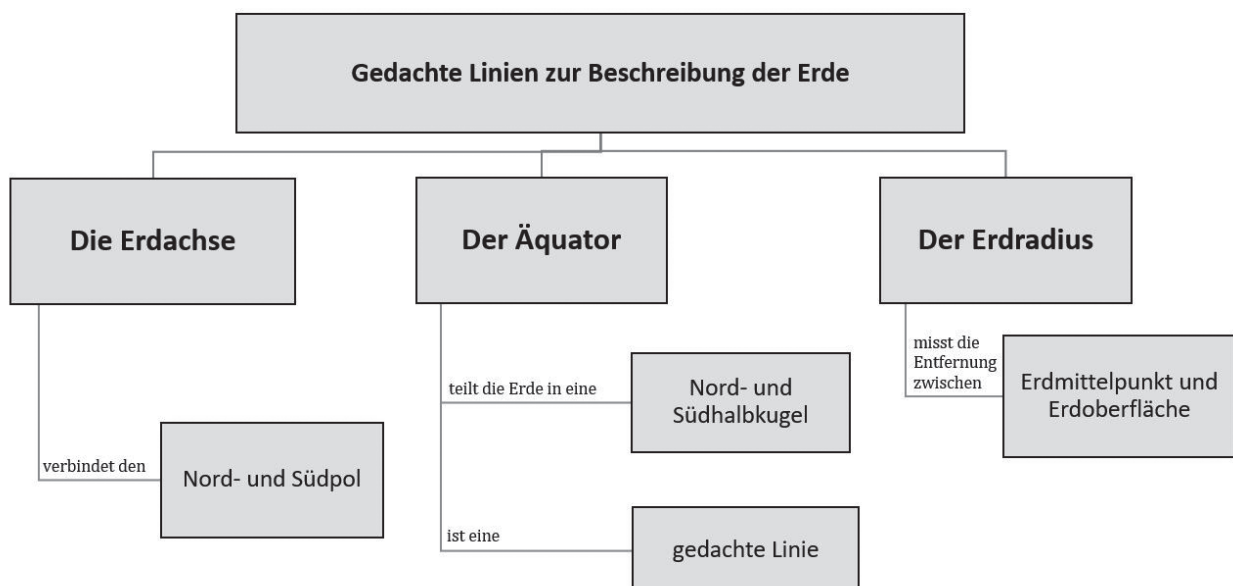 Gedachte Linien zur Beschreibung der Erde
Die Erdachse
Der Äquator
Der Erdradius
verbindet den
Nord- und Südpol
teilt die Erde in eine
Nord- und
Südhalbkugel
ist eine
gedachte Linie
misst die
Entfernung
zwischen
Erdmittelpunkt und
Erdoberfläche